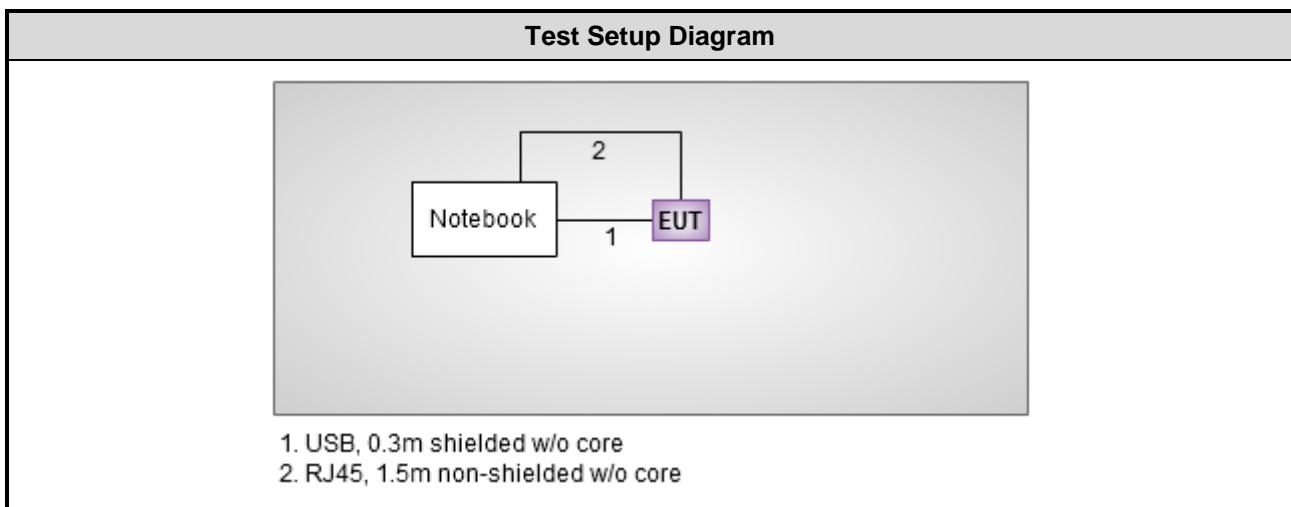 Test Setup Diagram
2
Notebook
EUT
1
1. USB, 0.3m shielded w/o core
2. RJ45, 1.5m non-shielded w/o core